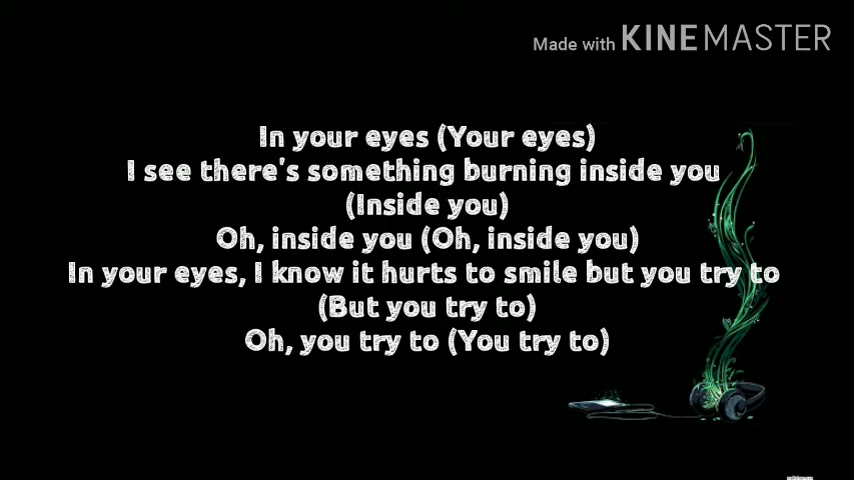 Made with KINEMASTER
In your eyes (Your eyes)
I see there's something burning inside you
(Inside you)
Oh, inside you (Oh, inside you)
In your eyes, I know it hurts to smile but you try to
(But you try to)
Oh, you try to (You try to)